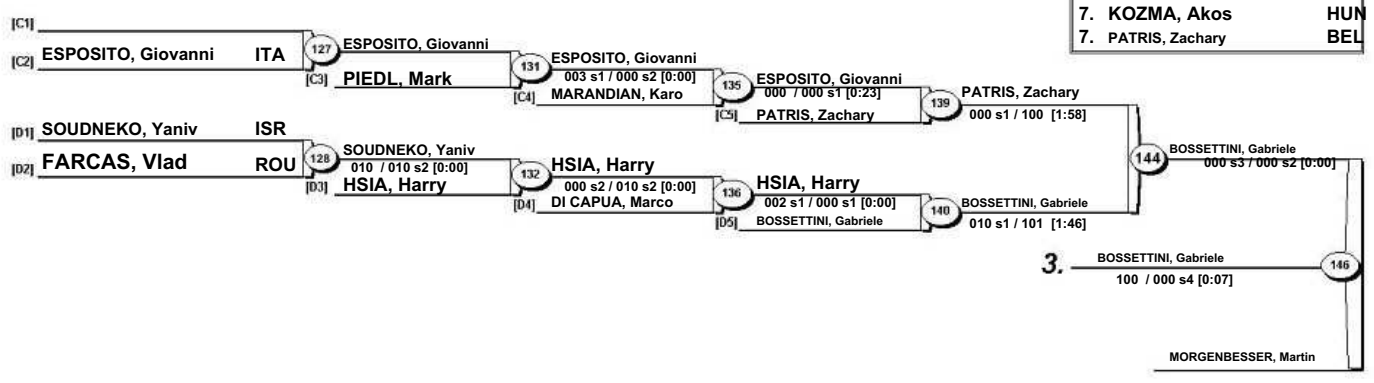 7. KOZMA, Akos HUN
7. PATRIS, Zachary BEL
[C1]
[C2] ESPOSITO, Giovanni ITA
127
ESPOSITO, Giovanni
[C3] PIEDL, Mark
131
ESPOSITO, Giovanni
003 s1 / 000 s2 [0:00]
[C4] MARANDIAN, Karo
135
ESPOSITO, Giovanni
000 / 000 s1 [0:23]
[C5] PATRIS, Zachary
139
PATRIS, Zachary
000 s1 / 100 [1:58]
[D1] SOUDNEKO, Yaniv ISR
[D2] FARCAS, Vlad ROU
128
SOUDNEKO, Yaniv
010 / 010 s2 [0:00]
[D3] HSIA, Harry
132
HSIA, Harry
000 s2 / 010 s2 [0:00]
[D4] DI CAPUA, Marco
136
HSIA, Harry
002 s1 / 000 s1 [0:00]
[D5] BOSSETTINI, Gabriele
140
BOSSETTINI, Gabriele
010 s1 / 101 [1:46]
144
BOSSETTINI, Gabriele
000 s3 / 000 s2 [0:00]
3. BOSSETTINI, Gabriele
100 / 000 s4 [0:07]
146
MORGENBESSER, Martin